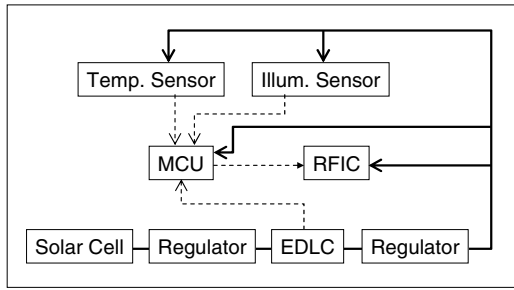 Temp. Sensor Illum. Sensor
MCU RFIC
Solar Cell Regulator EDLC Regulator